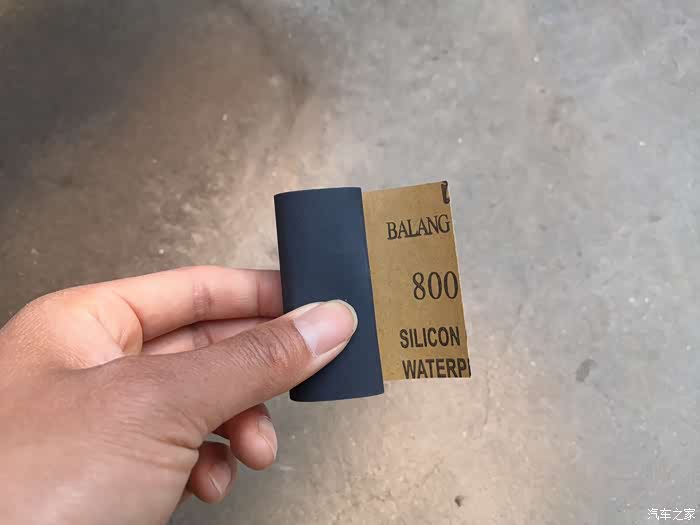 BALANG
800
SILICON
WATERP
汽车之家